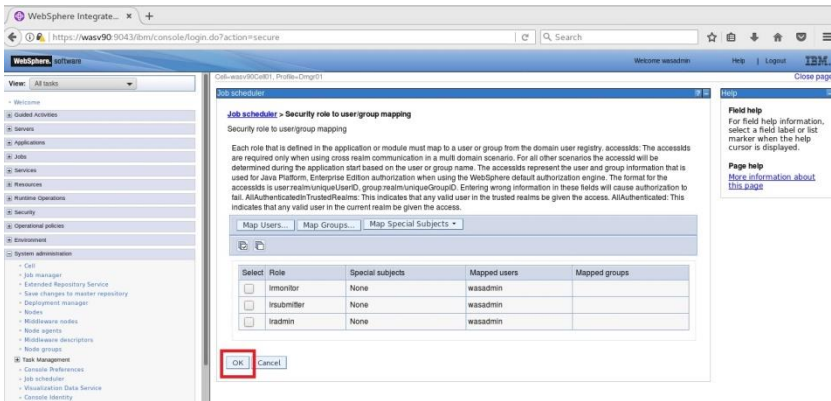 WebSphere Integrate... × +
https://wasv90:9043/ibm/console/login.do?action=secure
Search
WebSphere. software
Welcome wasadmin
Help | Logout
IBM.
View: All tasks
Cell=wasv90Cell01, Profile=Dmgr01
Close page
Welcome
Guided Activities
Servers
Applications
Jobs
Services
Resources
Runtime Operations
Security
Operational policies
Environment
System administration
Cell
Job manager
Extended Repository Service
Save changes to master repository
Deployment manager
Nodes
Middleware nodes
Node agents
Middleware descriptors
Node groups
Task Management
Console Preferences
Job scheduler
Visualization Data Service
Console Identity
Job scheduler
Job scheduler > Security role to user/group mapping
Security role to user/group mapping
Each role that is defined in the application or module must map to a user or group from the domain user registry. accessIds: The accessIds
are required only when using cross realm communication in a multi domain scenario. For all other scenarios the accessId will be
determined during the application start based on the user or group name. The accessIds represent the user and group information that is
used for Java Platform, Enterprise Edition authorization when using the WebSphere default authorization engine. The format for the
accessIds is user:realm/uniqueUserID, group:realm/uniqueGroupID. Entering wrong information in these fields will cause authorization to
fail. AllAuthenticatedInTrustedRealms: This indicates that any valid user in the trusted realms be given the access. AllAuthenticated: This
indicates that any valid user in the current realm be given the access.
Map Users... Map Groups... Map Special Subjects
Select Role Special subjects Mapped users Mapped groups
lrmonitor None wasadmin
lrsubmitter None wasadmin
lradmin None wasadmin
OK Cancel
Help
Field help
For field help information,
select a field label or list
marker when the help
cursor is displayed.
Page help
More information about
this page